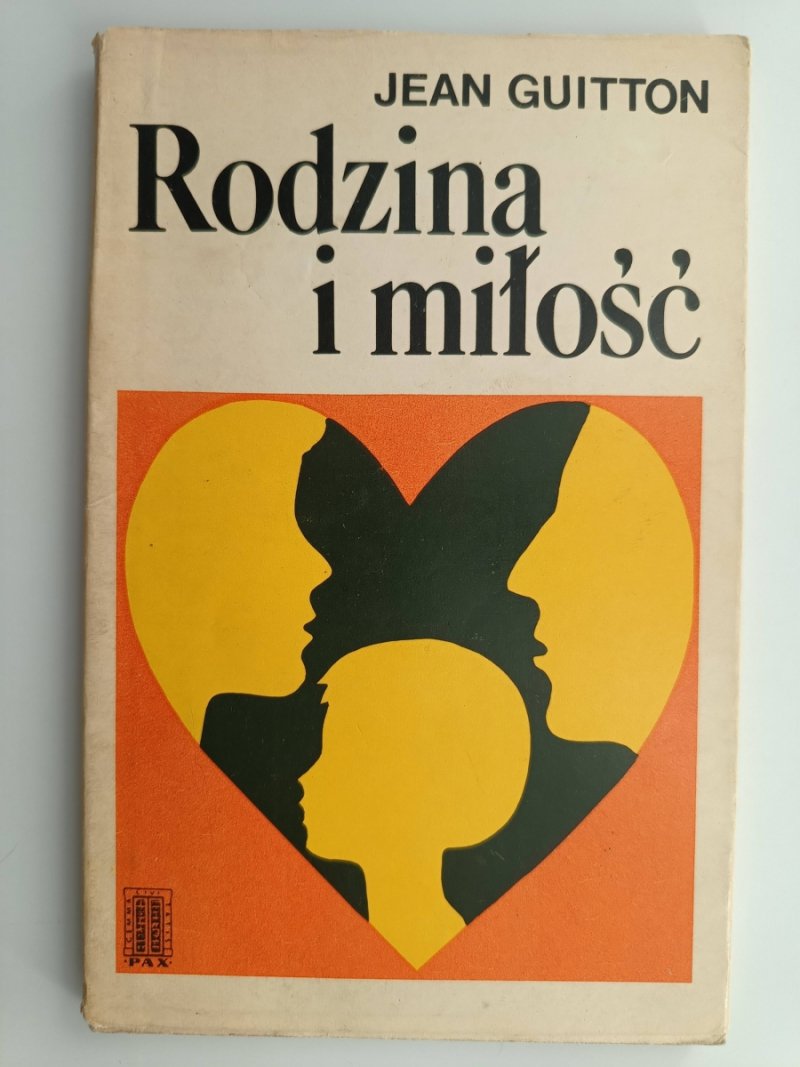 JEAN GUITTON
Rodzina
i miłość
PAX